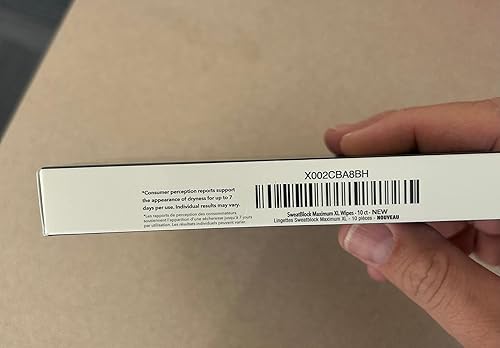 *Consumer perception reports support
the appearance of dryness for up to 7
days per use. Individual results may vary.
*Les rapports de perception des consommateurs
soutiennent l'apparition d'une sécheresse jusqu'à 7 jours
par utilisation. Les résultats individuels peuvent varier.
X002CBA8BH
SweatBlock Maximum XL Wipes - 10 ct - NEW
Lingettes Sweatblock Maximum XL - 10 pièces - NOUVEAU